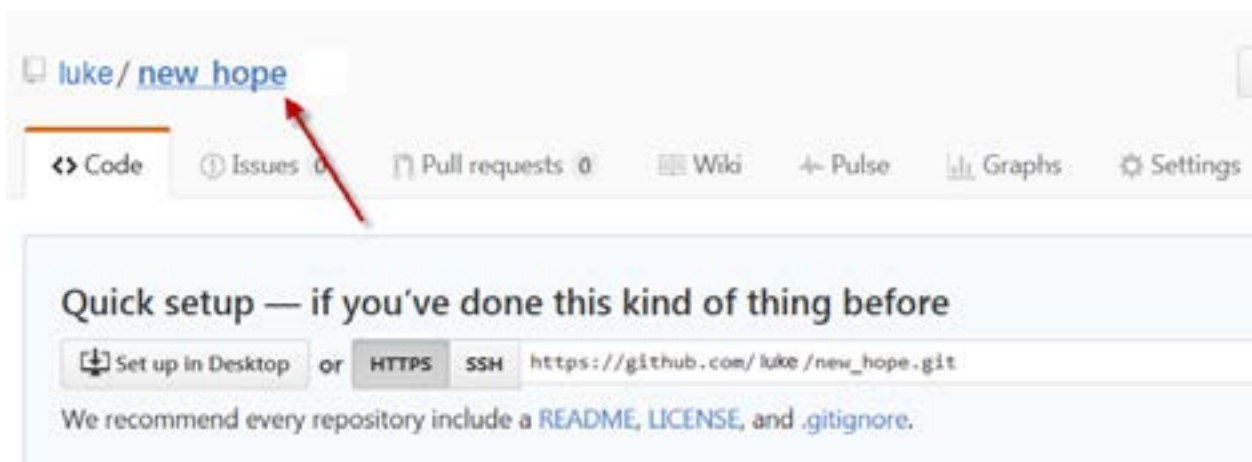 luke / new_hope
<> Code Issues 0 Pull requests 0 Wiki Pulse Graphs Settings
Quick setup — if you've done this kind of thing before
Set up in Desktop or HTTPS SSH https://github.com/luke/new_hope.git
We recommend every repository include a README, LICENSE, and .gitignore.